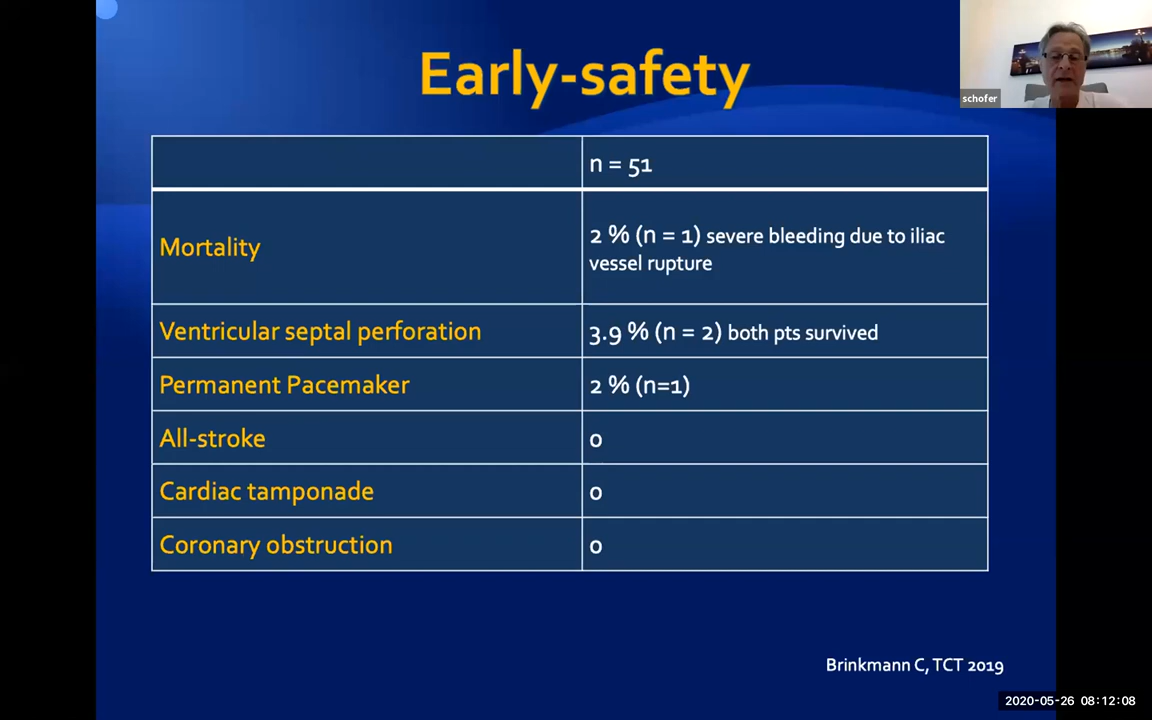 Early-safety
schofer
n = 51
Mortality
2 % (n = 1) severe bleeding due to iliac
vessel rupture
Ventricular septal perforation
3.9 % (n = 2) both pts survived
Permanent Pacemaker
2 % (n=1)
All-stroke
0
Cardiac tamponade
0
Coronary obstruction
0
Brinkmann C, TCT 2019
2020-05-26 08:12:08